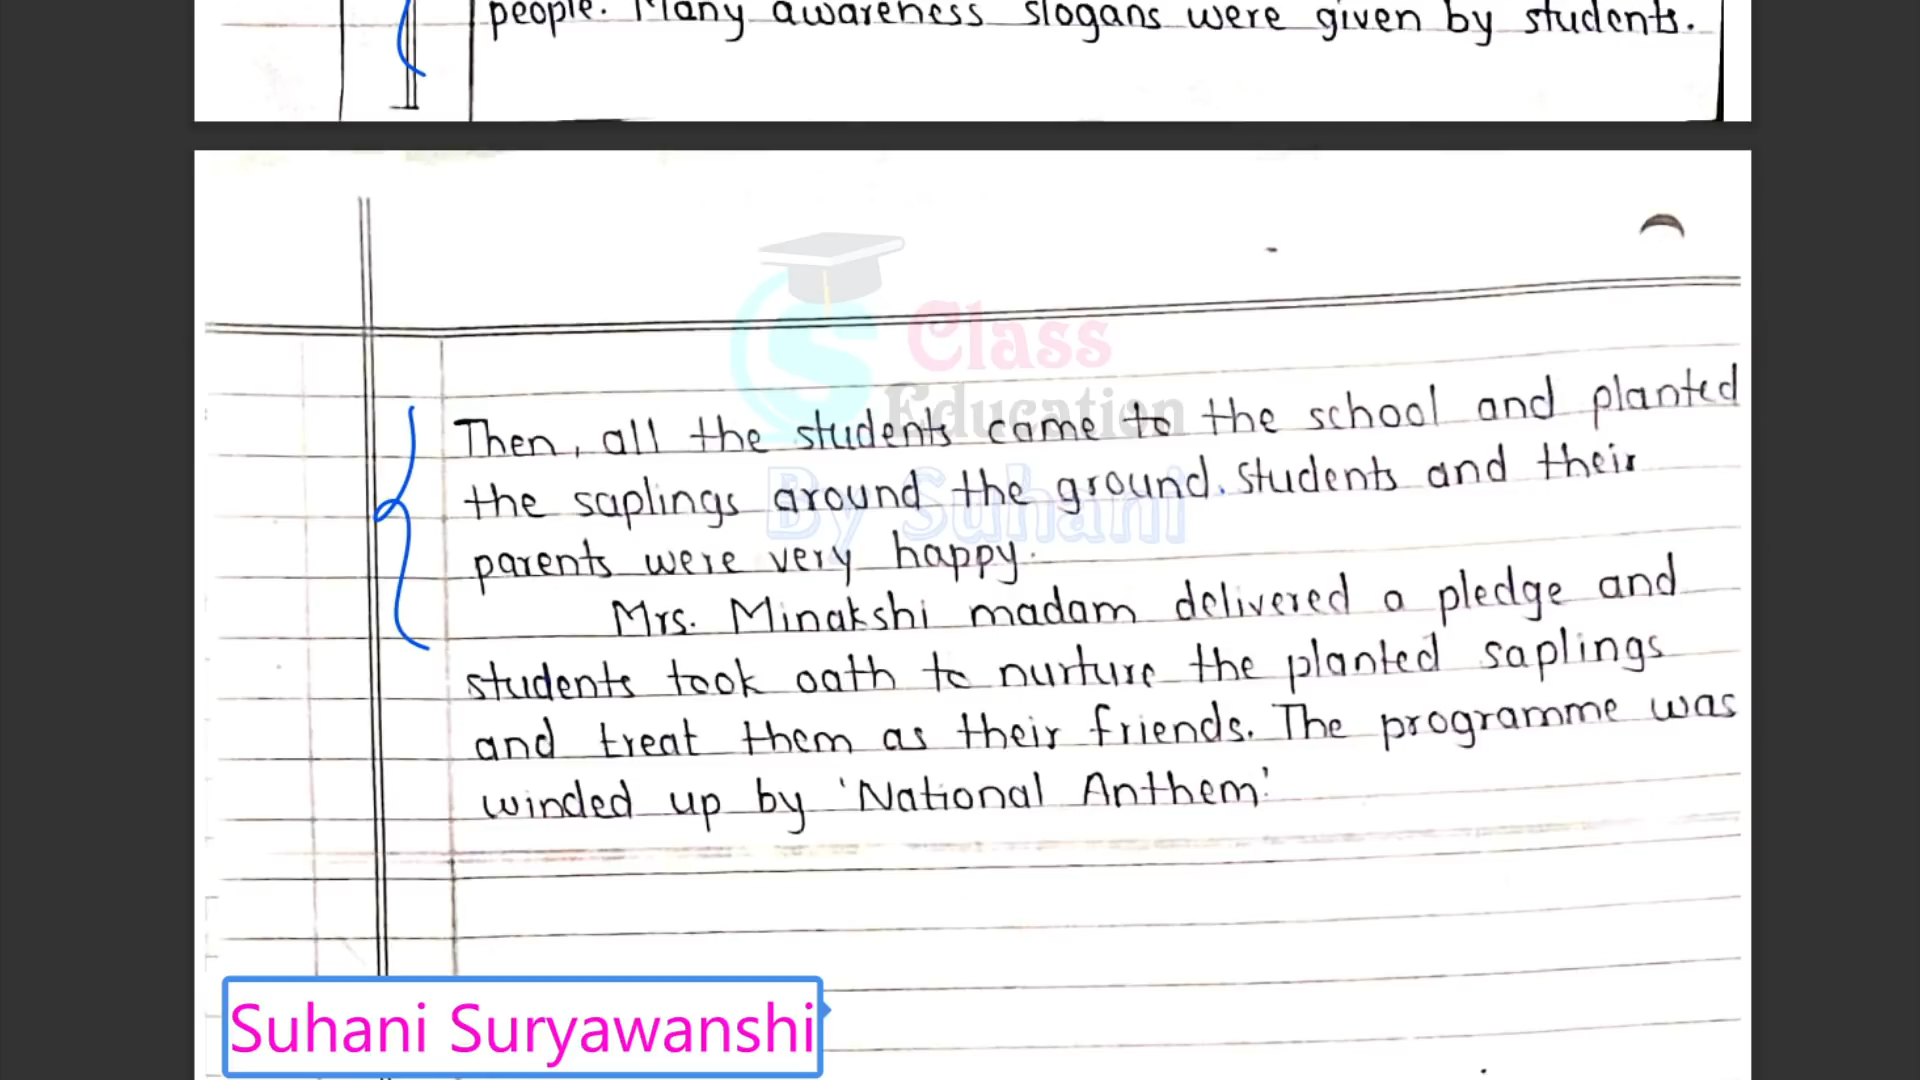 people. Many awareness slogans were given by students.
Class
Education
By Suhani
Then, all the students came to the school and planted
the saplings around the ground. Students and their
parents were very happy.
Mrs. Minakshi madam delivered a pledge and
students took oath to nurture the planted saplings
and treat them as their friends. The programme was
winded up by 'National Anthem'
Suhani Suryawanshi